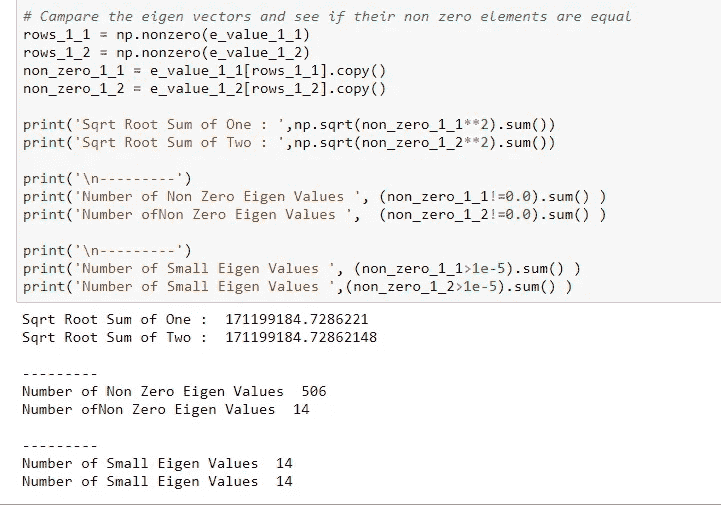 # Campare the eigen vectors and see if their non zero elements are equal
rows_1_1 = np.nonzero(e_value_1_1)
rows_1_2 = np.nonzero(e_value_1_2)
non_zero_1_1 = e_value_1_1[rows_1_1].copy()
non_zero_1_2 = e_value_1_2[rows_1_2].copy()
print('Sqrt Root Sum of One : ',np.sqrt(non_zero_1_1**2).sum())
print('Sqrt Root Sum of Two : ',np.sqrt(non_zero_1_2**2).sum())
print('\n---------')
print('Number of Non Zero Eigen Values ', (non_zero_1_1!=0.0).sum() )
print('Number ofNon Zero Eigen Values ',  (non_zero_1_2!=0.0).sum() )
print('\n---------')
print('Number of Small Eigen Values ', (non_zero_1_1>1e-5).sum() )
print('Number of Small Eigen Values ',(non_zero_1_2>1e-5).sum() )
Sqrt Root Sum of One :  171199184.7286221
Sqrt Root Sum of Two :  171199184.72862148
---------
Number of Non Zero Eigen Values  506
Number ofNon Zero Eigen Values  14
---------
Number of Small Eigen Values  14
Number of Small Eigen Values  14